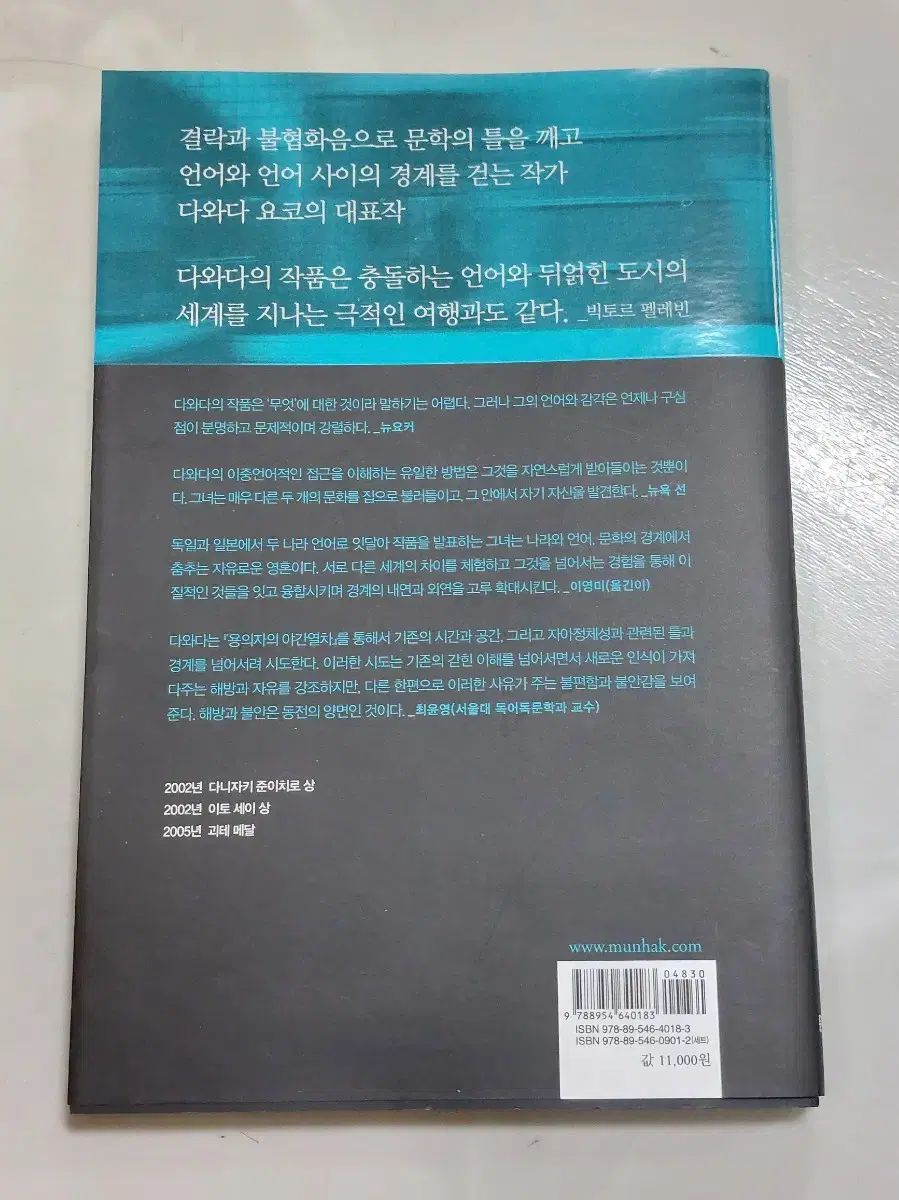 결락과 불협화음으로 문학의 틀을 깨고
언어와 언어 사이의 경계를 걷는 작가
다와다 요코의 대표작
다와다의 작품은 충돌하는 언어와 뒤얽힌 도시의
세계를 지나는 극적인 여행과도 같다. _빅토르 펠레빈
다와다의 작품은 '무엇'에 대한 것이라 말하기는 어렵다. 그러나 그의 언어와 감각은 언제나 구심
점이 분명하고 문제적이며 강렬하다. _뉴요커
다와다의 이중언어적인 접근을 이해하는 유일한 방법은 그것을 자연스럽게 받아들이는 것뿐이
다. 그녀는 매우 다른 두 개의 문화를 집으로 불러들이고, 그 안에서 자기 자신을 발견한다. _뉴욕 선
독일과 일본에서 두 나라 언어로 잇달아 작품을 발표하는 그녀는 나라와 언어, 문학의 경계에서
춤추는 자유로운 영혼이다. 서로 다른 세계의 차이를 체험하고 그것을 넘어서는 경험을 통해 이
질적인 것들을 잇고 융합시키며 경계의 내연과 외연을 고루 확대시킨다. _이영미(옮긴이)
다와다는 『용의자의 야간열차』를 통해서 기존의 시간과 공간, 그리고 자아정체성과 관련된 틀과
경계를 넘어서려 시도한다. 이러한 시도는 기존의 갇힌 이해를 넘어서면서 새로운 인식이 가져
다주는 해방과 자유를 강조하지만, 다른 한편으로 이러한 사유가 주는 불편함과 불안감을 보여
준다. 해방과 불안은 동전의 양면인 것이다. _최윤영(서울대 독어독문학과 교수)
2002년 다니자키 준이치로 상
2002년 이토 세이 상
2005년 괴테 메달
www.munhak.com
04830
9 788954 640183
ISBN 978-89-546-4018-3
ISBN 978-89-546-0901-2(세트)
값 11,000원